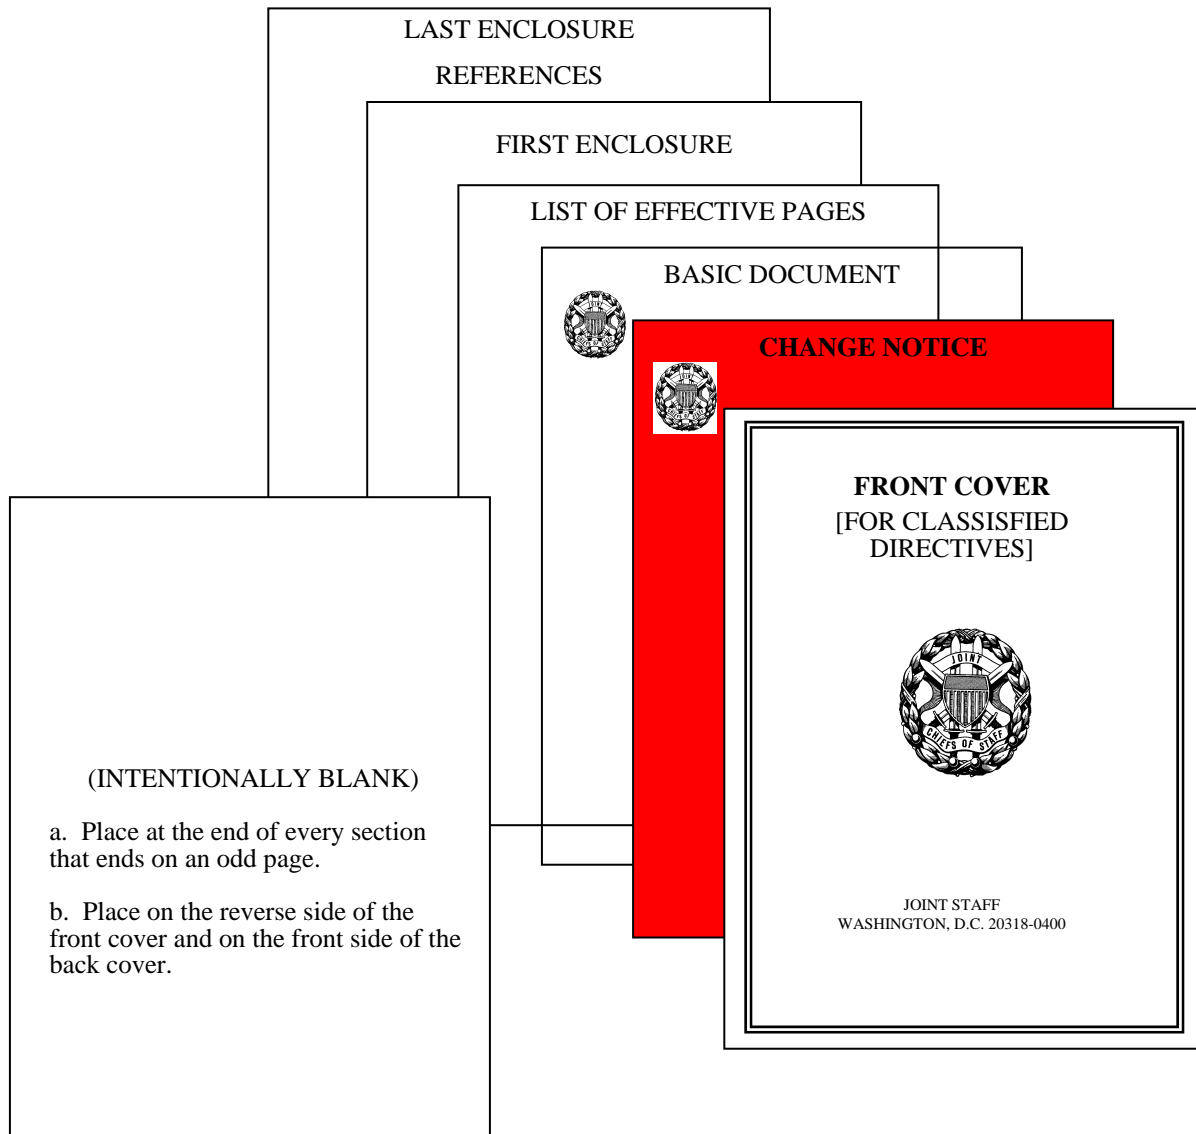 LAST ENCLOSURE
REFERENCES
FIRST ENCLOSURE
LIST OF EFFECTIVE PAGES
BASIC DOCUMENT
CHANGE NOTICE
FRONT COVER
[FOR CLASSISFIED
DIRECTIVES]
JOINT
CHIEFS OF STAFF
JOINT STAFF
WASHINGTON, D.C. 20318-0400
(INTENTIONALLY BLANK)
a. Place at the end of every section
that ends on an odd page.
b. Place on the reverse side of the
front cover and on the front side of the
back cover.